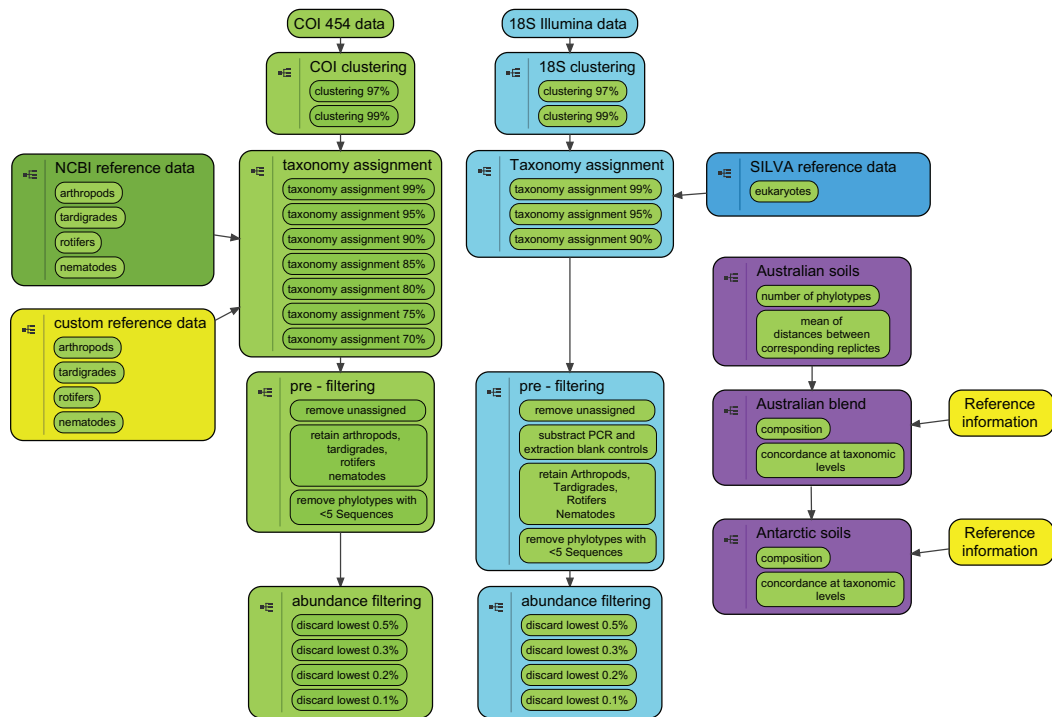 COI 454 data
COI clustering
clustering 97%
clustering 99%
NCBI reference data
arthropods
tardigrades
rotifers
nematodes
custom reference data
arthropods
tardigrades
rotifers
nematodes
taxonomy assignment
taxonomy assignment 99%
taxonomy assignment 95%
taxonomy assignment 90%
taxonomy assignment 85%
taxonomy assignment 80%
taxonomy assignment 75%
taxonomy assignment 70%
pre - filtering
remove unassigned
retain arthropods,
tardigrades,
rotifers
nematodes
remove phylotypes with
<5 Sequences
abundance filtering
discard lowest 0.5%
discard lowest 0.3%
discard lowest 0.2%
discard lowest 0.1%
18S Illumina data
18S clustering
clustering 97%
clustering 99%
Taxonomy assignment
taxonomy assignment 99%
taxonomy assignment 95%
taxonomy assignment 90%
SILVA reference data
eukaryotes
pre - filtering
remove unassigned
substract PCR and
extraction blank controls
retain Arthropods,
Tardigrades,
Rotifers
Nematodes
remove phylotypes with
<5 Sequences
abundance filtering
discard lowest 0.5%
discard lowest 0.3%
discard lowest 0.2%
discard lowest 0.1%
Australian soils
number of phylotypes
mean of
distances between
corresponding replictes
Australian blend
composition
concordance at taxonomic
levels
Reference
information
Antarctic soils
composition
concordance at taxonomic
levels
Reference
information